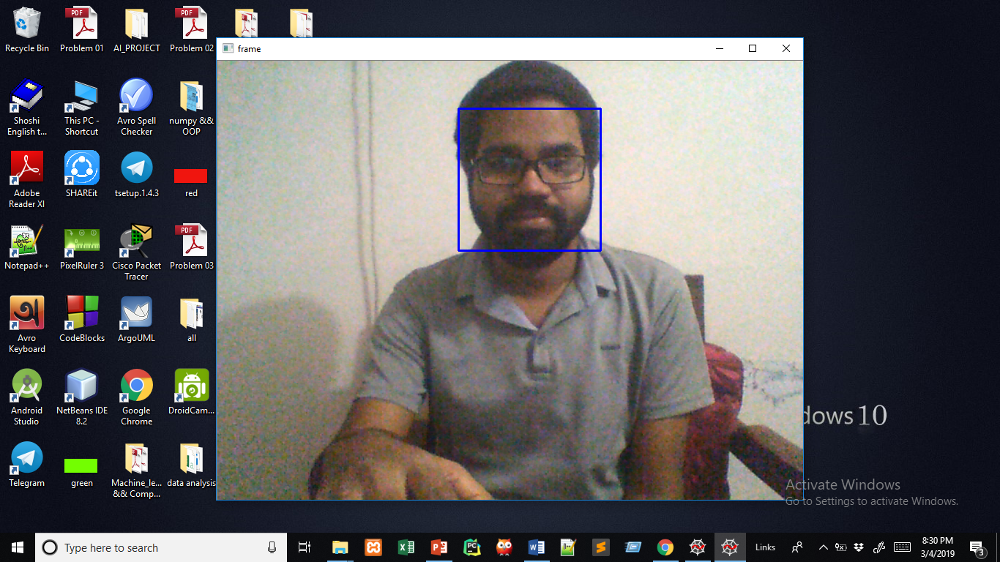 Recycle Bin
PDF
Problem 01
AI_PROJECT
PDF
Problem 02
frame
Shoshi
English t...
This PC -
Shortcut
Avro Spell
Checker
numpy &&
OOP
Adobe
Reader XI
SHAREit
tsetup.1.4.3
red
Notepad++
PixelRuler 3
Cisco Packet
Tracer
PDF
Problem 03
অ
Avro
Keyboard
CodeBlocks
ArgoUML
all
Android
Studio
NetBeans IDE
8.2
Google
Chrome
DroidCam...
Telegram
green
Machine_le...
&& Comp...
data analysis
dows 10
Activate Windows
Go to Settings to activate Windows.
Type here to search
PC
Links
8:30 PM
3/4/2019
3